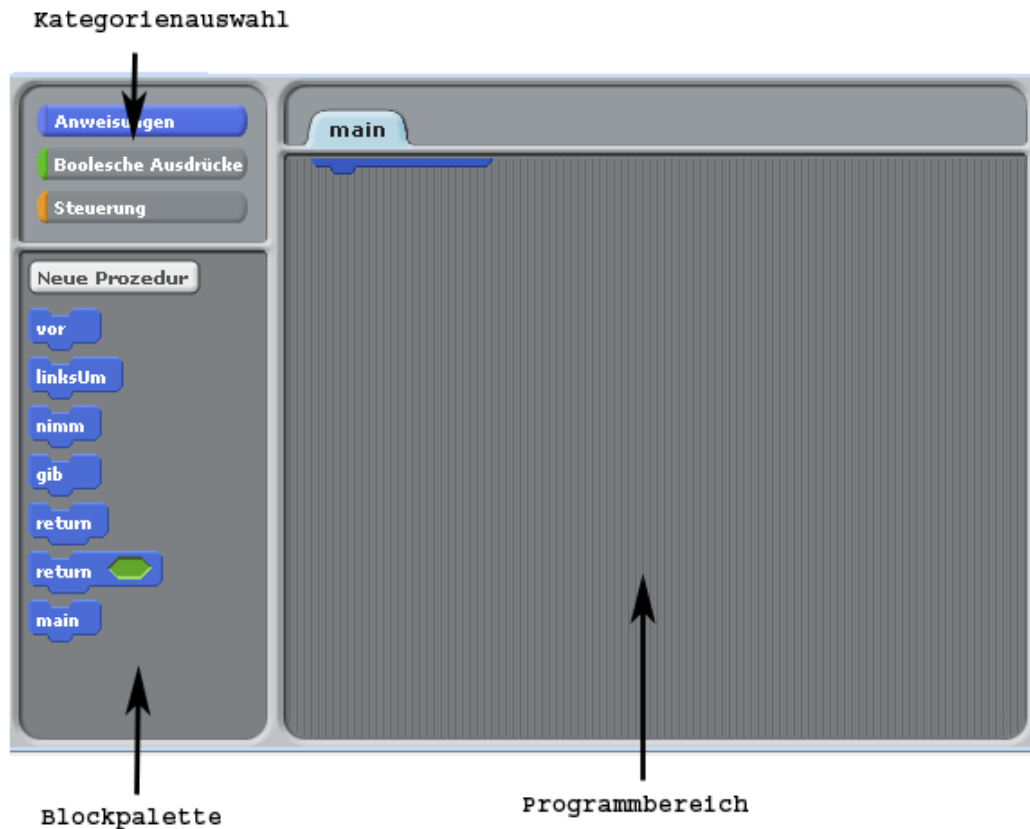 Kategorienauswahl
Anweisungen
Boolesche Ausdrücke
Steuerung
main
Neue Prozedur
vor
linksUm
nimm
gib
return
return
main
Blockpalette
Programmbereich